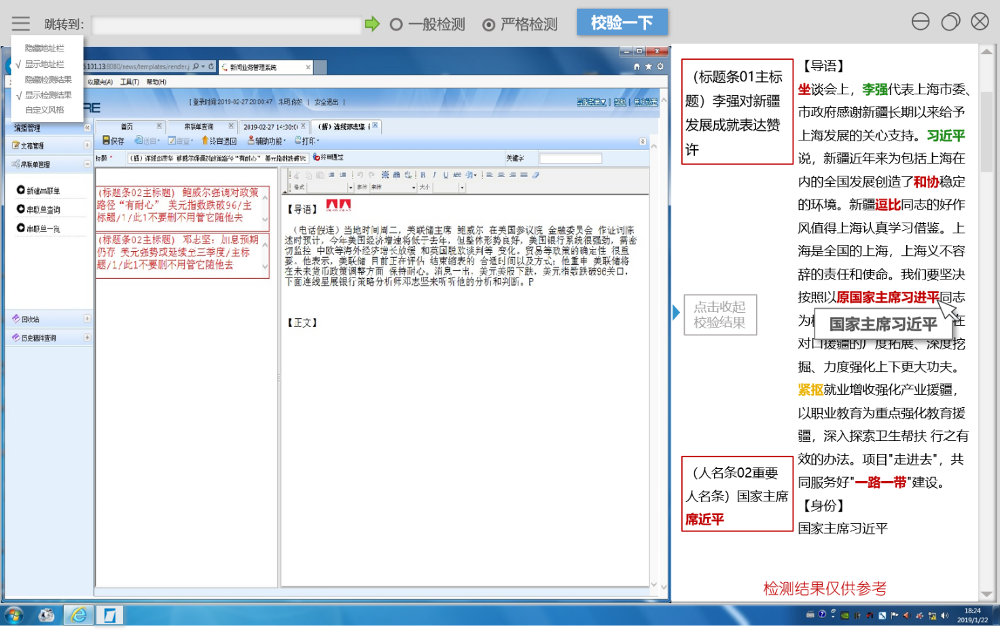 跳转到:
一般检测
严格检测
校验一下
隐藏地址栏
√ 显示地址栏
隐藏检测结果
√ 显示检测结果
自定义风格
101.13:8080/news/templates/render.j
新闻业务管理系统
收藏夹(A) 工具(T) 帮助(H)
[ 登录时间:2019-02-27 20:00:47
安全退出 |
RE
编播管理
首页
串联单查询
2019-02-27 14:30:0
文稿管理
保存
送审
终审退回
辅助功能
打印
串联单管理
标题 *
终审通过
关键字
新建串联单
串联单查询
串联单一览
回收站
历史稿件查询
(标题条02主标题) 鲍威尔强调对政策
路径“有耐心” 美元指数跌破96/主
标题/1/此1不要删不用管它随他去
(标题条02主标题) 邓志坚：加息预期
仍存 美元强势或延续至三季度/主标
题/1/此1不要删不用管它随他去
B I U ABC
格式
字体
大小
【导语】
（电话假连）当地时间周二，美联储主席 鲍威尔 在美国参议院 金融委员会 作证词陈
述时预计，今年美国经济增速将低于去年，但整体形势良好，美国银行系统很强劲，需密
切监控 中欧等海外经济增长放缓 和英国脱欧谈判等 变化。贸易等政策的确定性 很重
要。他表示，美联储 目前正在评估 结束缩表的 合适时间以及方式；他重申 美联储将
在未来货币政策调整方面 保持耐心。消息一出，美元美股下跌，美元指数跌破96关口，
下面连线星展银行策略分析师邓志坚来听听他的分析和判断。P
【正文】
（标题条01主标
题）李强对新疆
发展成就表达赞
许
点击收起
校验结果
（人名条02重要
人名条）国家主席
席近平
【导语】
坐谈会上，李强代表上海市委、
市政府感谢新疆长期以来给予
上海发展的关心支持。习近平
说，新疆近年来为包括上海在
内的全国发展创造了和协稳定
的环境。新疆逗比同志的好作
风值得上海认真学习借鉴。上
海是全国的上海，上海义不容
辞的责任和使命。我们要坚决
按照以原国家主席习进平同志
为
国家主席习近平
在
对口援疆的广度拓展、深度挖
掘、力度强化上下更大功夫。
紧抠就业增收强化产业援疆，
以职业教育为重点强化教育援
疆，深入探索卫生帮扶 行之有
效的办法。项目"走进去"，共
同服务好"一路一带"建设。
【身份】
国家主席习近平
检测结果仅供参考
18:24
2019/1/22